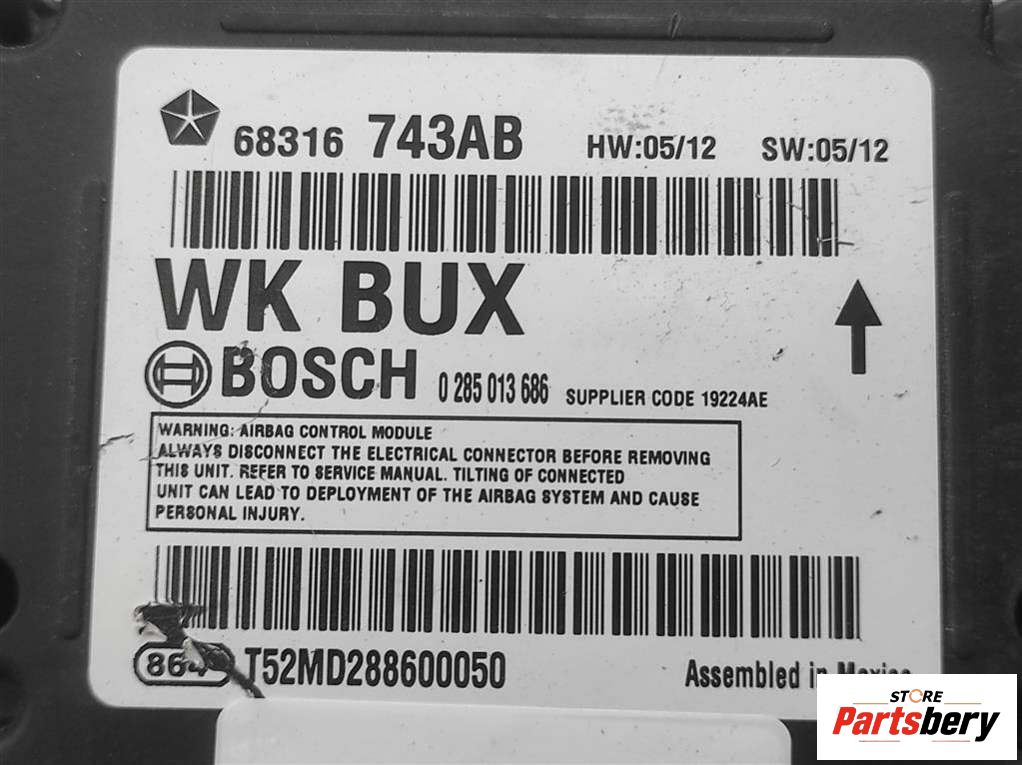 68316 743AB HW:05/12 SW:05/12
WK BUX
BOSCH 0 285 013 686 SUPPLIER CODE 19224AE
WARNING: AIRBAG CONTROL MODULE
ALWAYS DISCONNECT THE ELECTRICAL CONNECTOR BEFORE REMOVING
THIS UNIT. REFER TO SERVICE MANUAL. TILTING OF CONNECTED
UNIT CAN LEAD TO DEPLOYMENT OF THE AIRBAG SYSTEM AND CAUSE
PERSONAL INJURY.
T52MD288600050 Assembled in
STORE
Partsbery